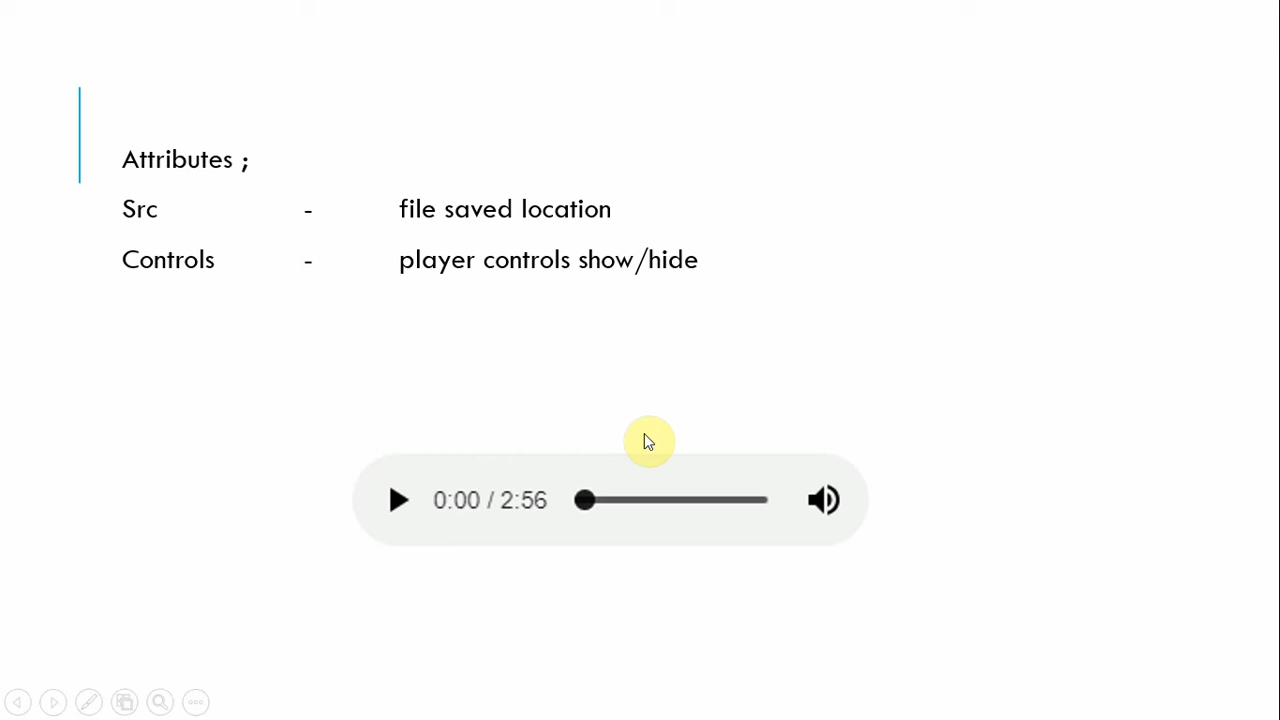 Attributes ;
Src - file saved location
Controls - player controls show/hide
0:00 / 2:56